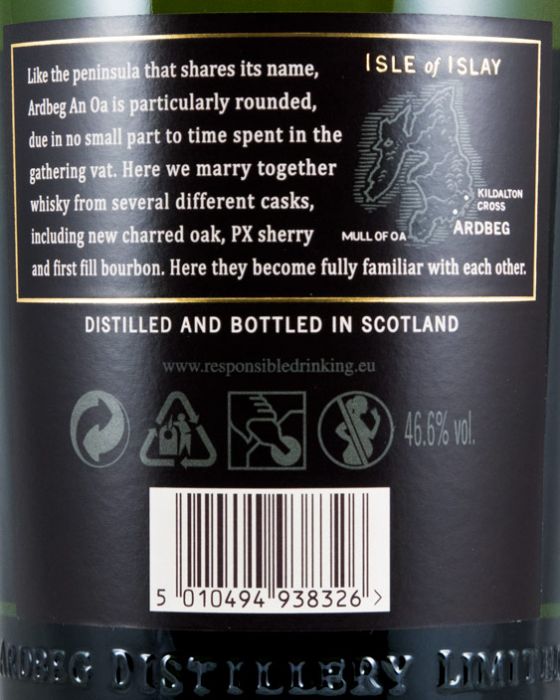 Like the peninsula that shares its name,
Ardbeg An Oa is particularly rounded,
due in no small part to time spent in the
gathering vat. Here we marry together
whisky from several different casks,
including new charred oak, PX sherry
and first fill bourbon. Here they become fully familiar with each other.
ISLE of ISLAY
KILDALTON
CROSS
ARDBEG
MULL OF OA
DISTILLED AND BOTTLED IN SCOTLAND
www.responsibledrinking.eu
46.6% vol.
5 010494 938326 >
ARDBEG DISTILLERY LIMITED